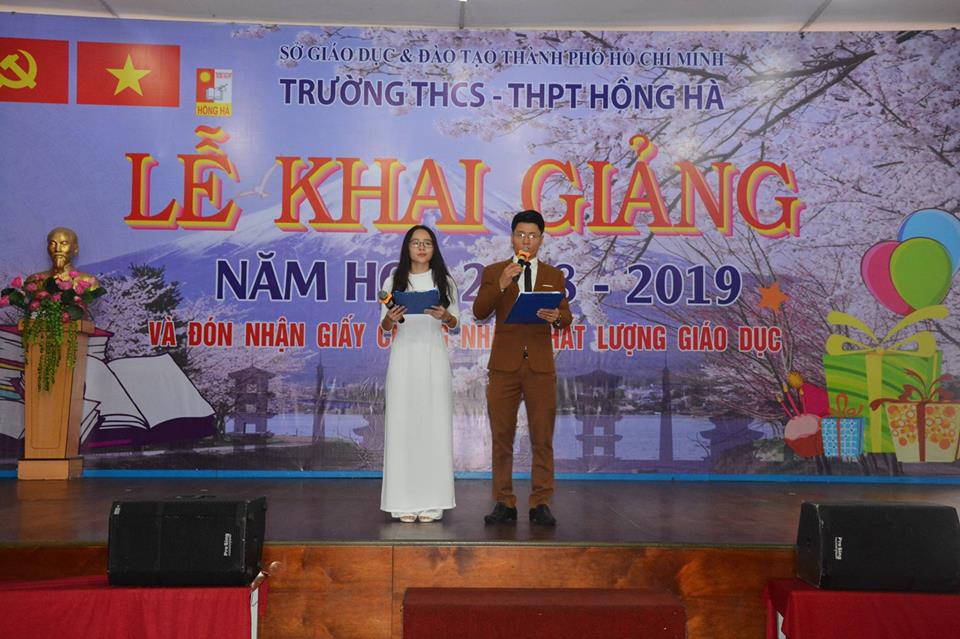 SỞ GIÁO DỤC & ĐÀO TẠO THÀNH PHỐ HỒ CHÍ MINH
TRƯỜNG THCS - THPT HỒNG HÀ
HỒNG HÀ
LỄ KHAI GIẢNG
NĂM - 2019
VÀ ĐÓN NHẬN GIẤY LƯỢNG GIÁO DỤC